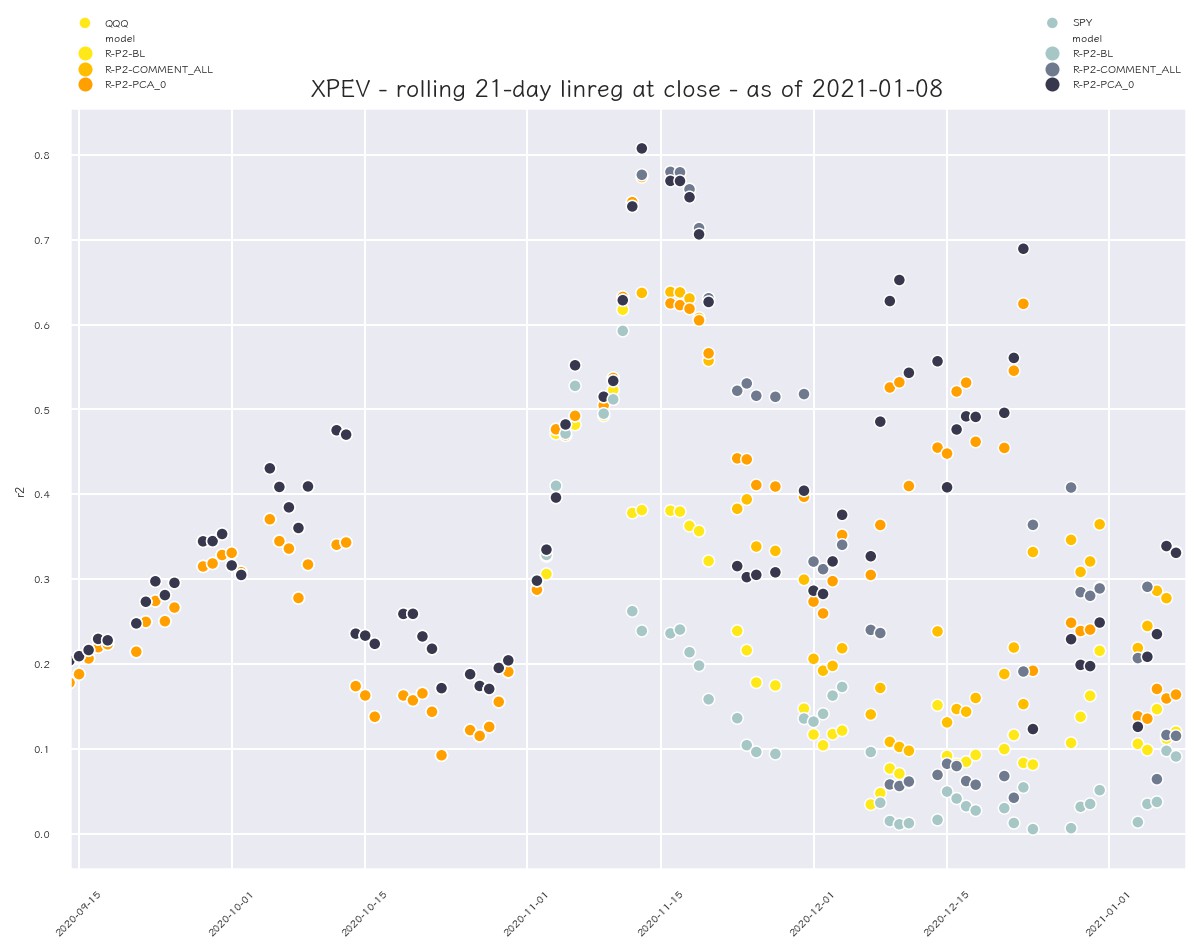 QQQ
model
R-P2-BL
R-P2-COMMENT_ALL
R-P2-PCA_0
SPY
model
R-P2-BL
R-P2-COMMENT_ALL
R-P2-PCA_0
XPEV - rolling 21-day linreg at close - as of 2021-01-08
0.8
0.7
0.6
0.5
0.4
0.3
0.2
0.1
0.0
r2
2020-09-15
2020-10-01
2020-10-15
2020-11-01
2020-11-15
2020-12-01
2020-12-15
2021-01-01